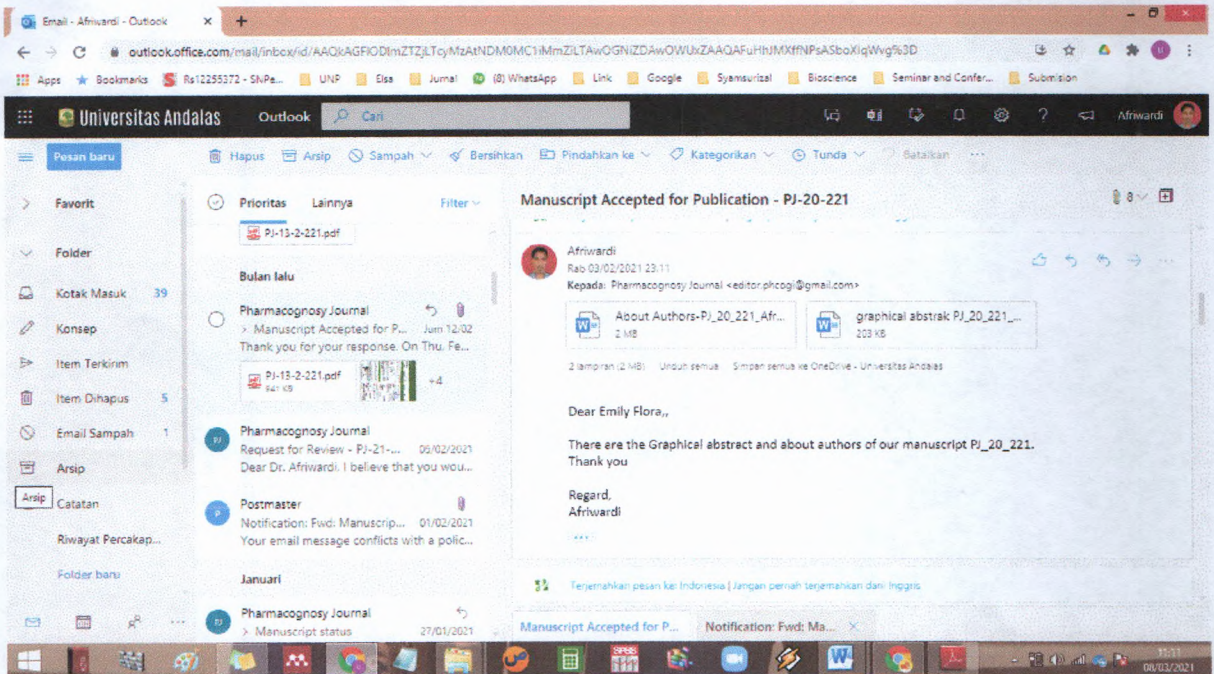 Email - Afriwardi - Outlook
outlook.office.com/mail/inbox/id/
Apps Bookmarks Rs12255372 - SNPe... UNP Elsa Jurnal (8) WhatsApp Link Google Syamsurizal Bioscience Seminar and Confer... Submision
Universitas Andalas Outlook Cari Afriwardi
Pesan baru Hapus Arsip Sampah Bersihkan Pindahkan ke Kategorikan Tunda Batalkan ...
Favorit
Folder
Kotak Masuk 39
Konsep
Item Terkirim
Item Dihapus 5
Email Sampah 1
Arsip
Arsip
Catatan
Riwayat Percakap...
Folder baru
Prioritas Lainnya Filter
PJ-13-2-221.pdf
Bulan lalu
Pharmacognosy Journal
> Manuscript Accepted for P... Jum 12/02
Thank you for your response. On Thu, Fe...
PJ-13-2-221.pdf +4
941 KB
PJ Pharmacognosy Journal
Request for Review - PJ-21-... 05/02/2021
Dear Dr. Afriwardi, I believe that you wou...
P Postmaster
Notification: Fwd: Manuscrip... 01/02/2021
Your email message conflicts with a polic...
Januari
PJ Pharmacognosy Journal
> Manuscript status 27/01/2021
Manuscript Accepted for Publication - PJ-20-221 8
Afriwardi
Rab 03/02/2021 23.11
Kepada: Pharmacognosy Journal <editor.phcogj@gmail.com>
About Authors-PJ_20_221_Afr...
2 MB
graphical abstrak PJ_20_221_...
203 KB
2 lampiran (2 MB) Unduh semua Simpan semua ke OneDrive - Universitas Andalas
Dear Emily Flora,,
There are the Graphical abstract and about authors of our manuscript PJ_20_221.
Thank you
Regard,
Afriwardi
...
Terjemahkan pesan ke: Indonesia | Jangan pernah terjemahkan dari: Inggris
Manuscript Accepted for P... Notification: Fwd: Ma...
SPSS
11:11
08/03/2021